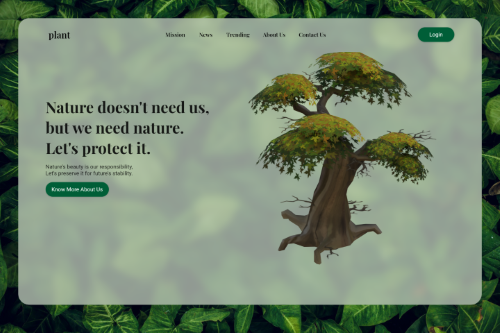 plant
Mission
News
Trending
About Us
Contact Us
Login
Nature doesn't need us,
but we need nature.
Let's protect it.
Nature's beauty is our responsibility,
Let's preserve it for future's stability.
Know More About Us